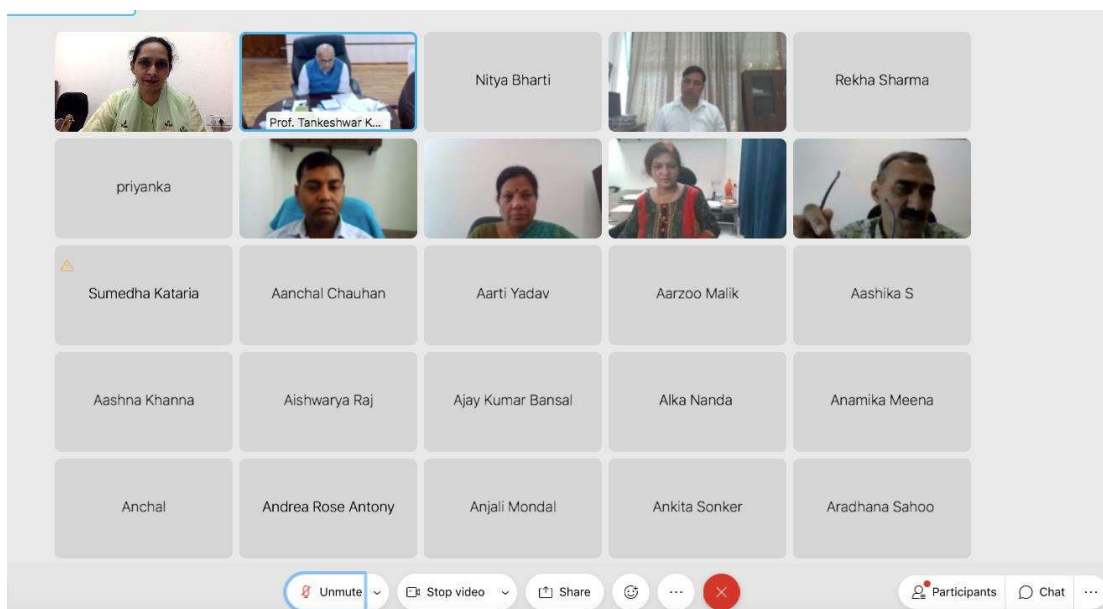 Prof. Tankeshwar K...
Nitya Bharti
Rekha Sharma
priyanka
Sumedha Kataria
Aanchal Chauhan
Aarti Yadav
Aarzoo Malik
Aashika S
Aashna Khanna
Aishwarya Raj
Ajay Kumar Bansal
Alka Nanda
Anamika Meena
Anchal
Andrea Rose Antony
Anjali Mondal
Ankita Sonker
Aradhana Sahoo
Unmute
Stop video
Share
Participants
Chat